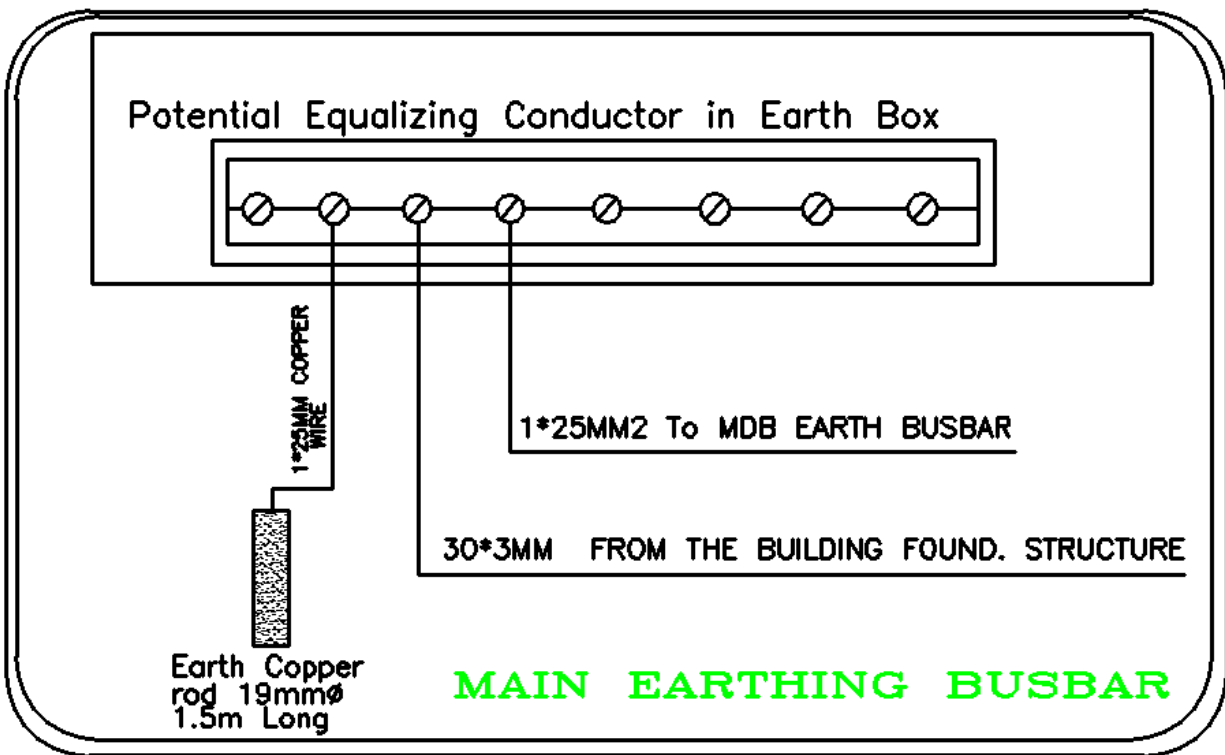 Potential Equalizing Conductor in Earth Box
1*25MM COPPER
WIRE
1*25MM2 To MDB EARTH BUSBAR
30*3MM FROM THE BUILDING FOUND. STRUCTURE
Earth Copper
rod 19mmø
1.5m Long
MAIN EARTHING BUSBAR